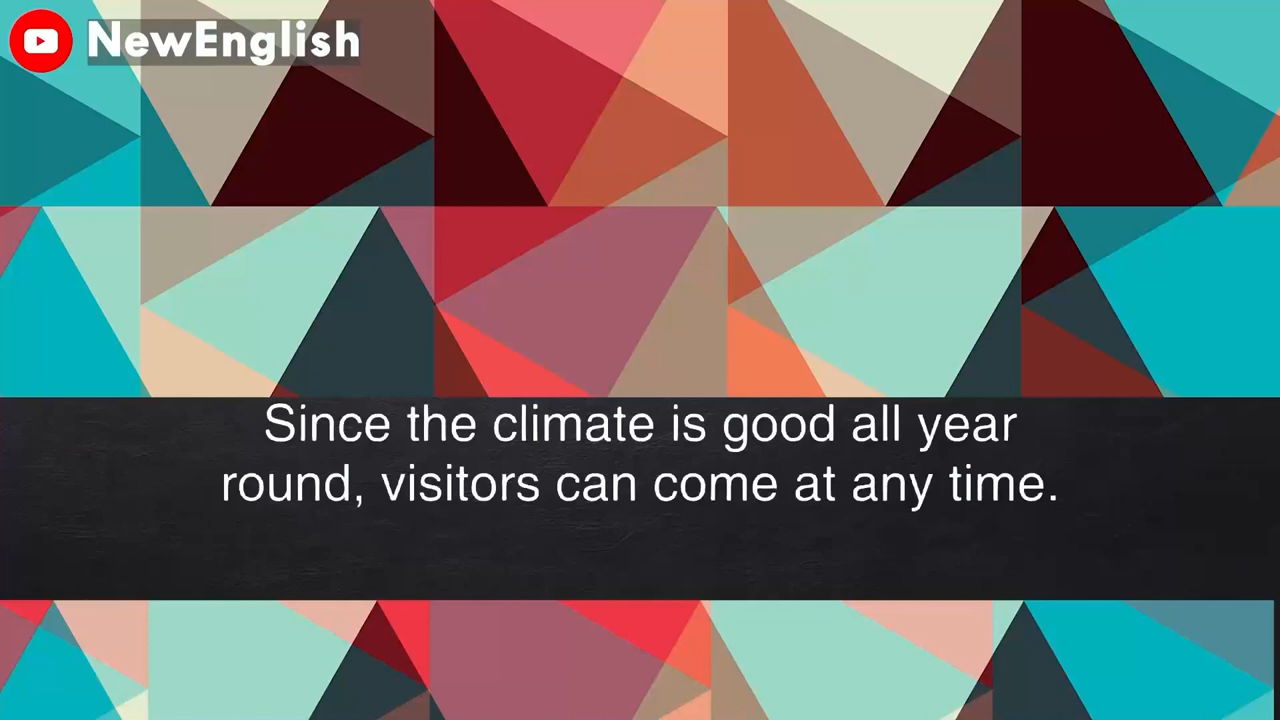 NewEnglish
Since the climate is good all year
round, visitors can come at any time.